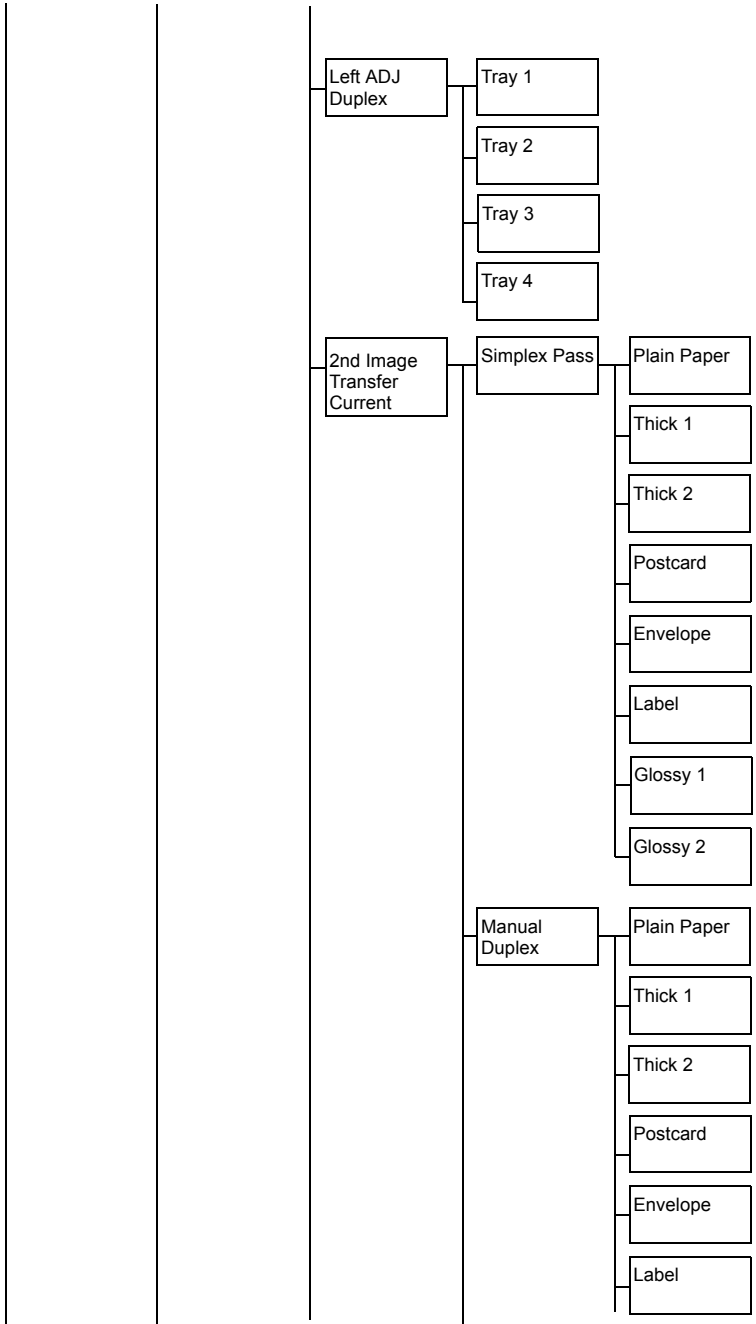 Left ADJ
Duplex
Tray 1
Tray 2
Tray 3
Tray 4
2nd Image
Transfer
Current
Simplex Pass
Plain Paper
Thick 1
Thick 2
Postcard
Envelope
Label
Glossy 1
Glossy 2
Manual
Duplex
Plain Paper
Thick 1
Thick 2
Postcard
Envelope
Label